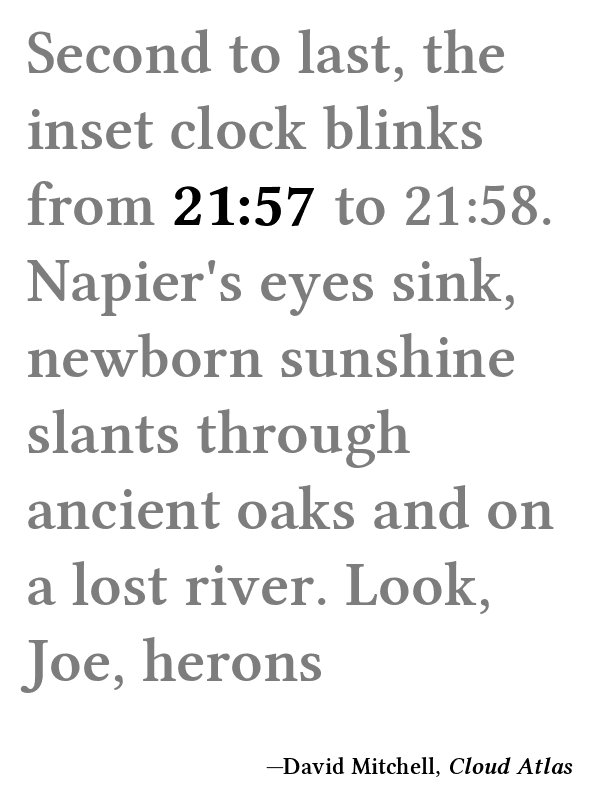 Second to last, the
inset clock blinks
from 21:57 to 21:58.
Napier's eyes sink,
newborn sunshine
slants through
ancient oaks and on
a lost river. Look,
Joe, herons
—David Mitchell, Cloud Atlas